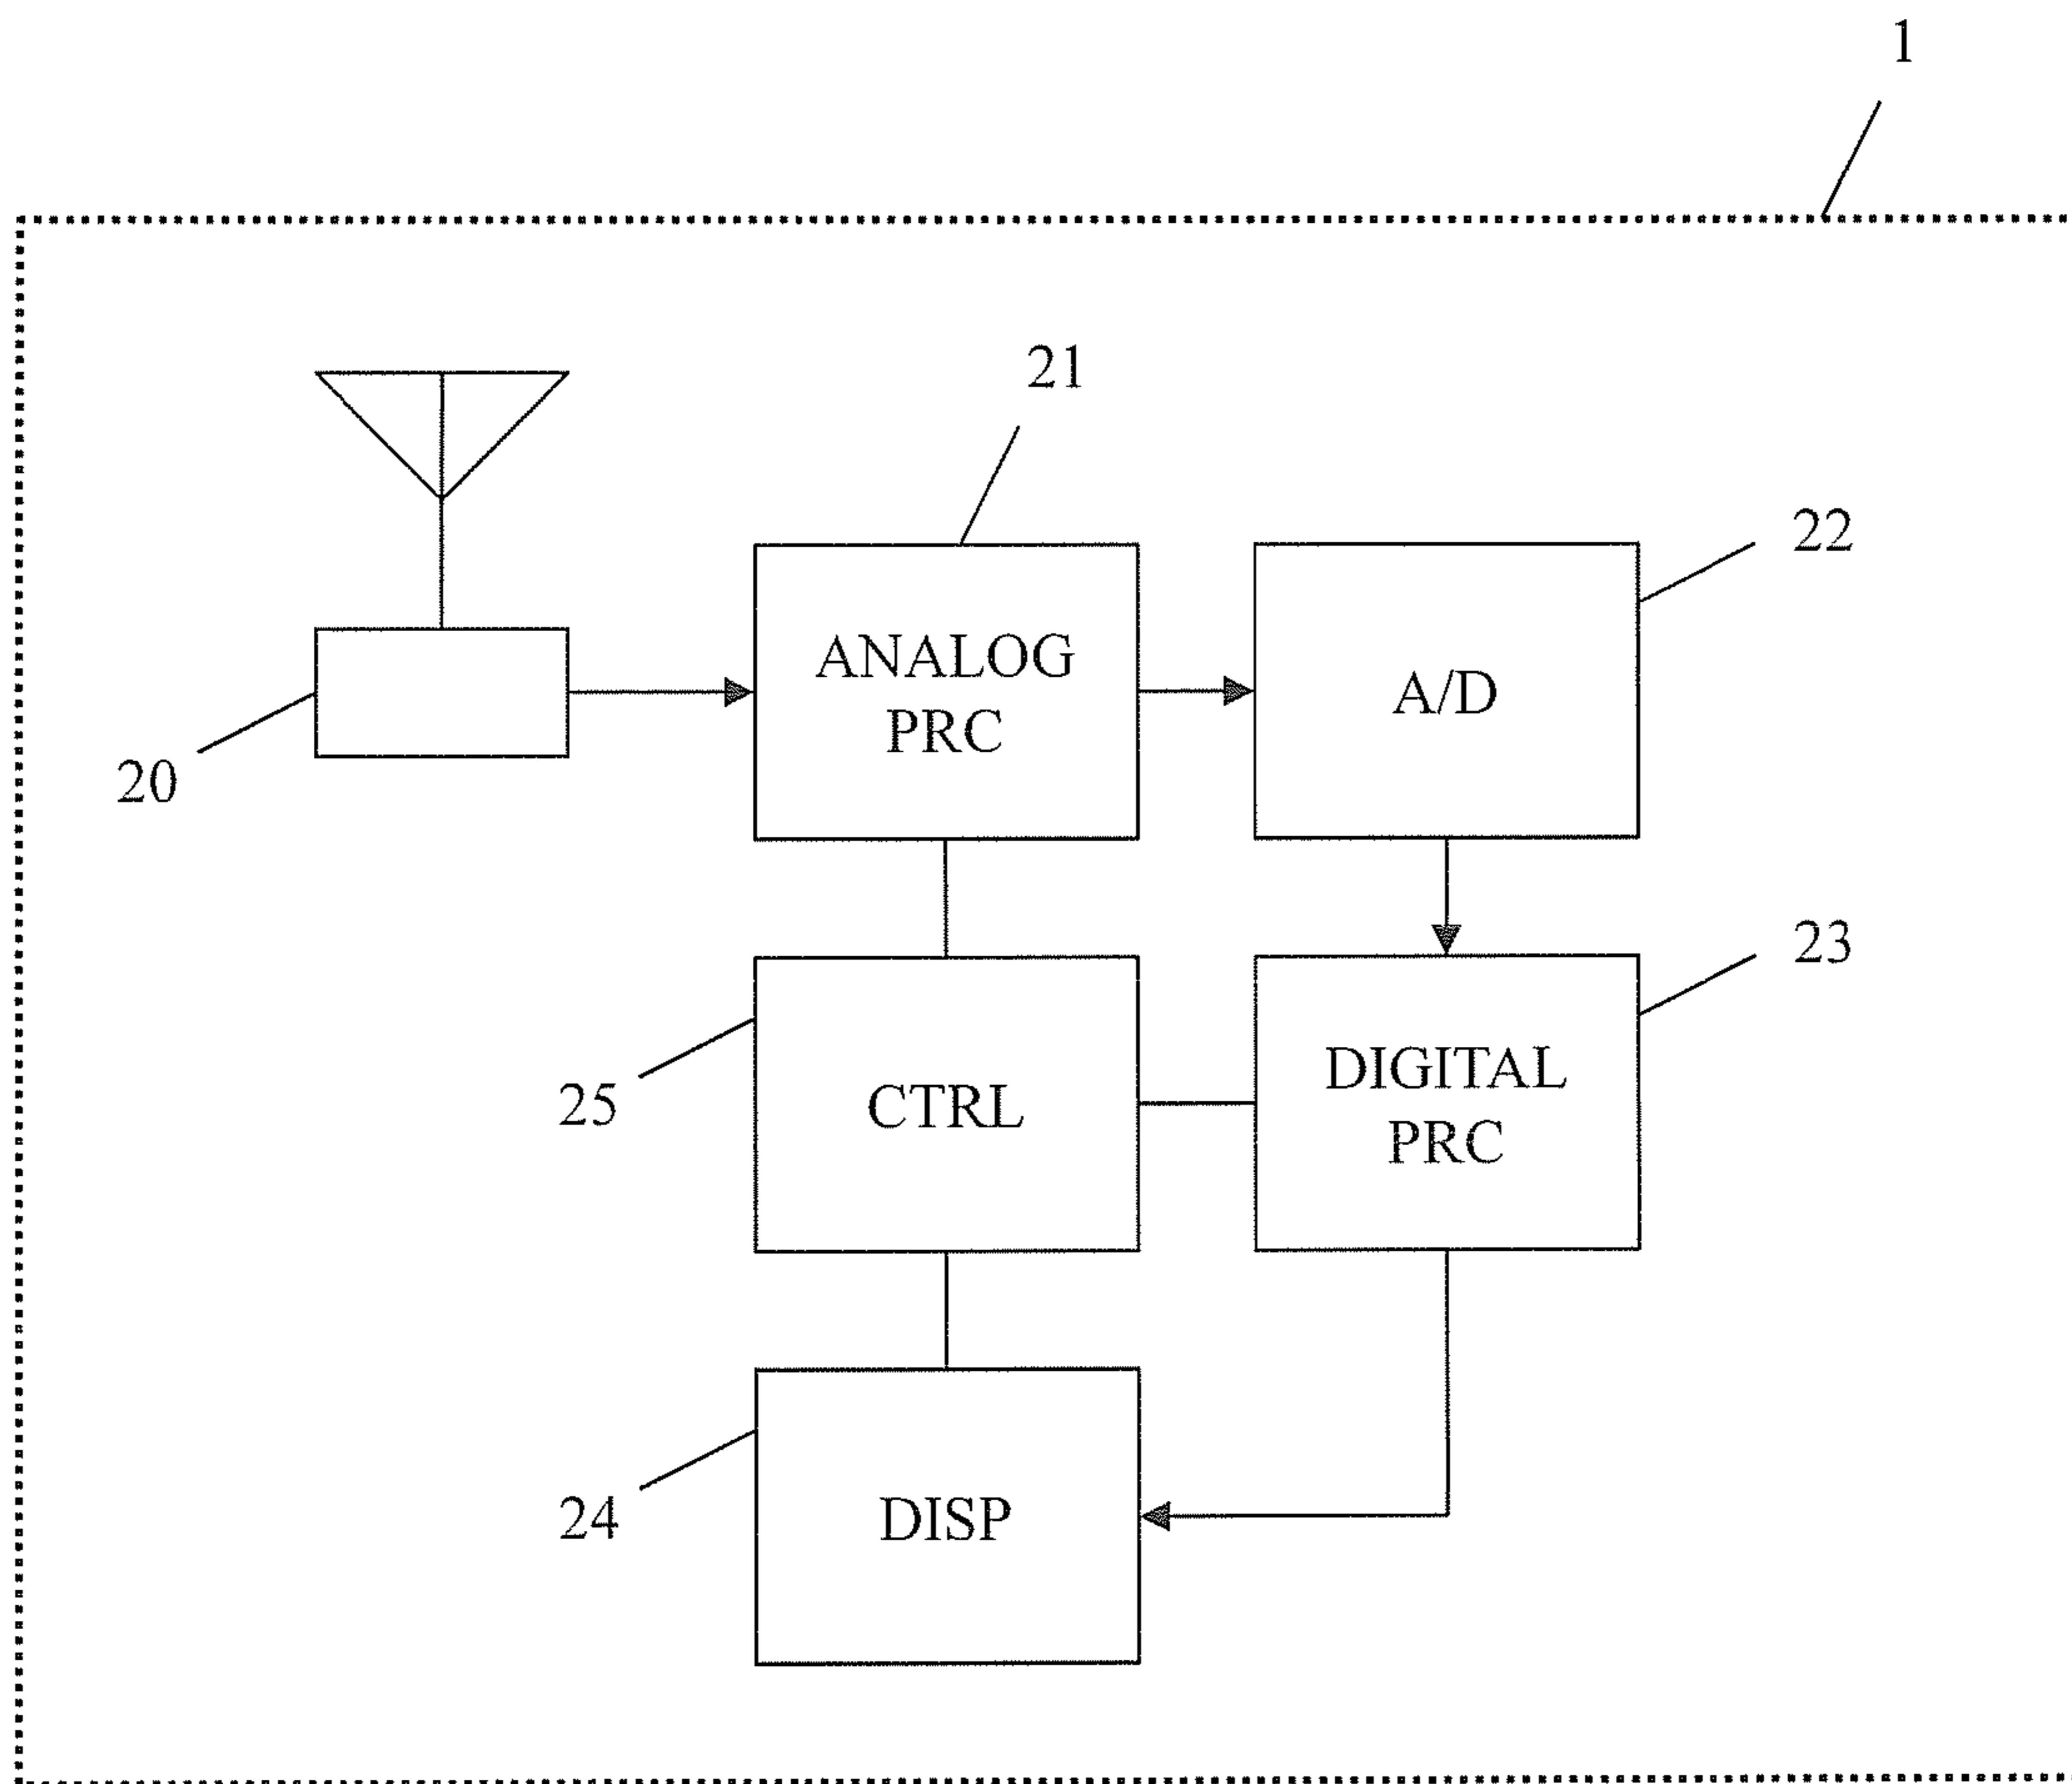 1
21
22
ANALOG
PRC
A/D
20
23
25
CTRL
DIGITAL
PRC
24
DISP